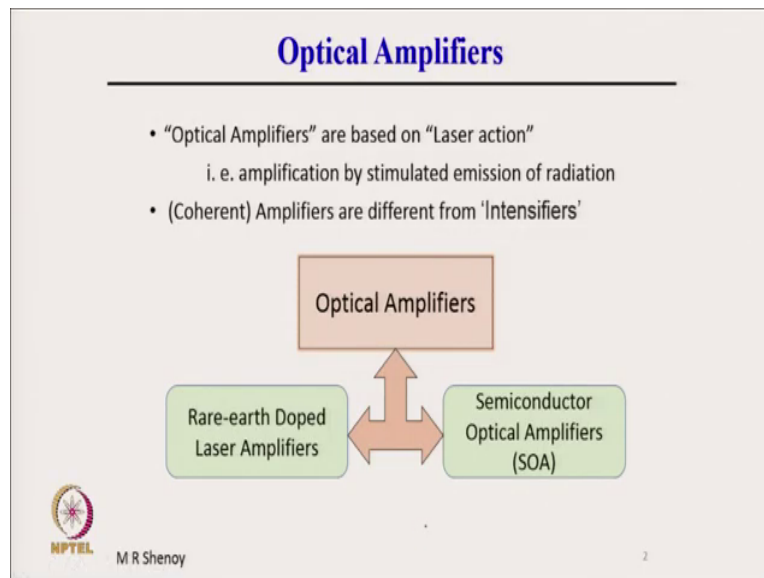 Optical Amplifiers
• “Optical Amplifiers” are based on “Laser action”
i. e. amplification by stimulated emission of radiation
• (Coherent) Amplifiers are different from ‘Intensifiers’
Optical Amplifiers
Rare-earth Doped
Laser Amplifiers
Semiconductor
Optical Amplifiers
(SOA)
NPTEL
M R Shenoy
2